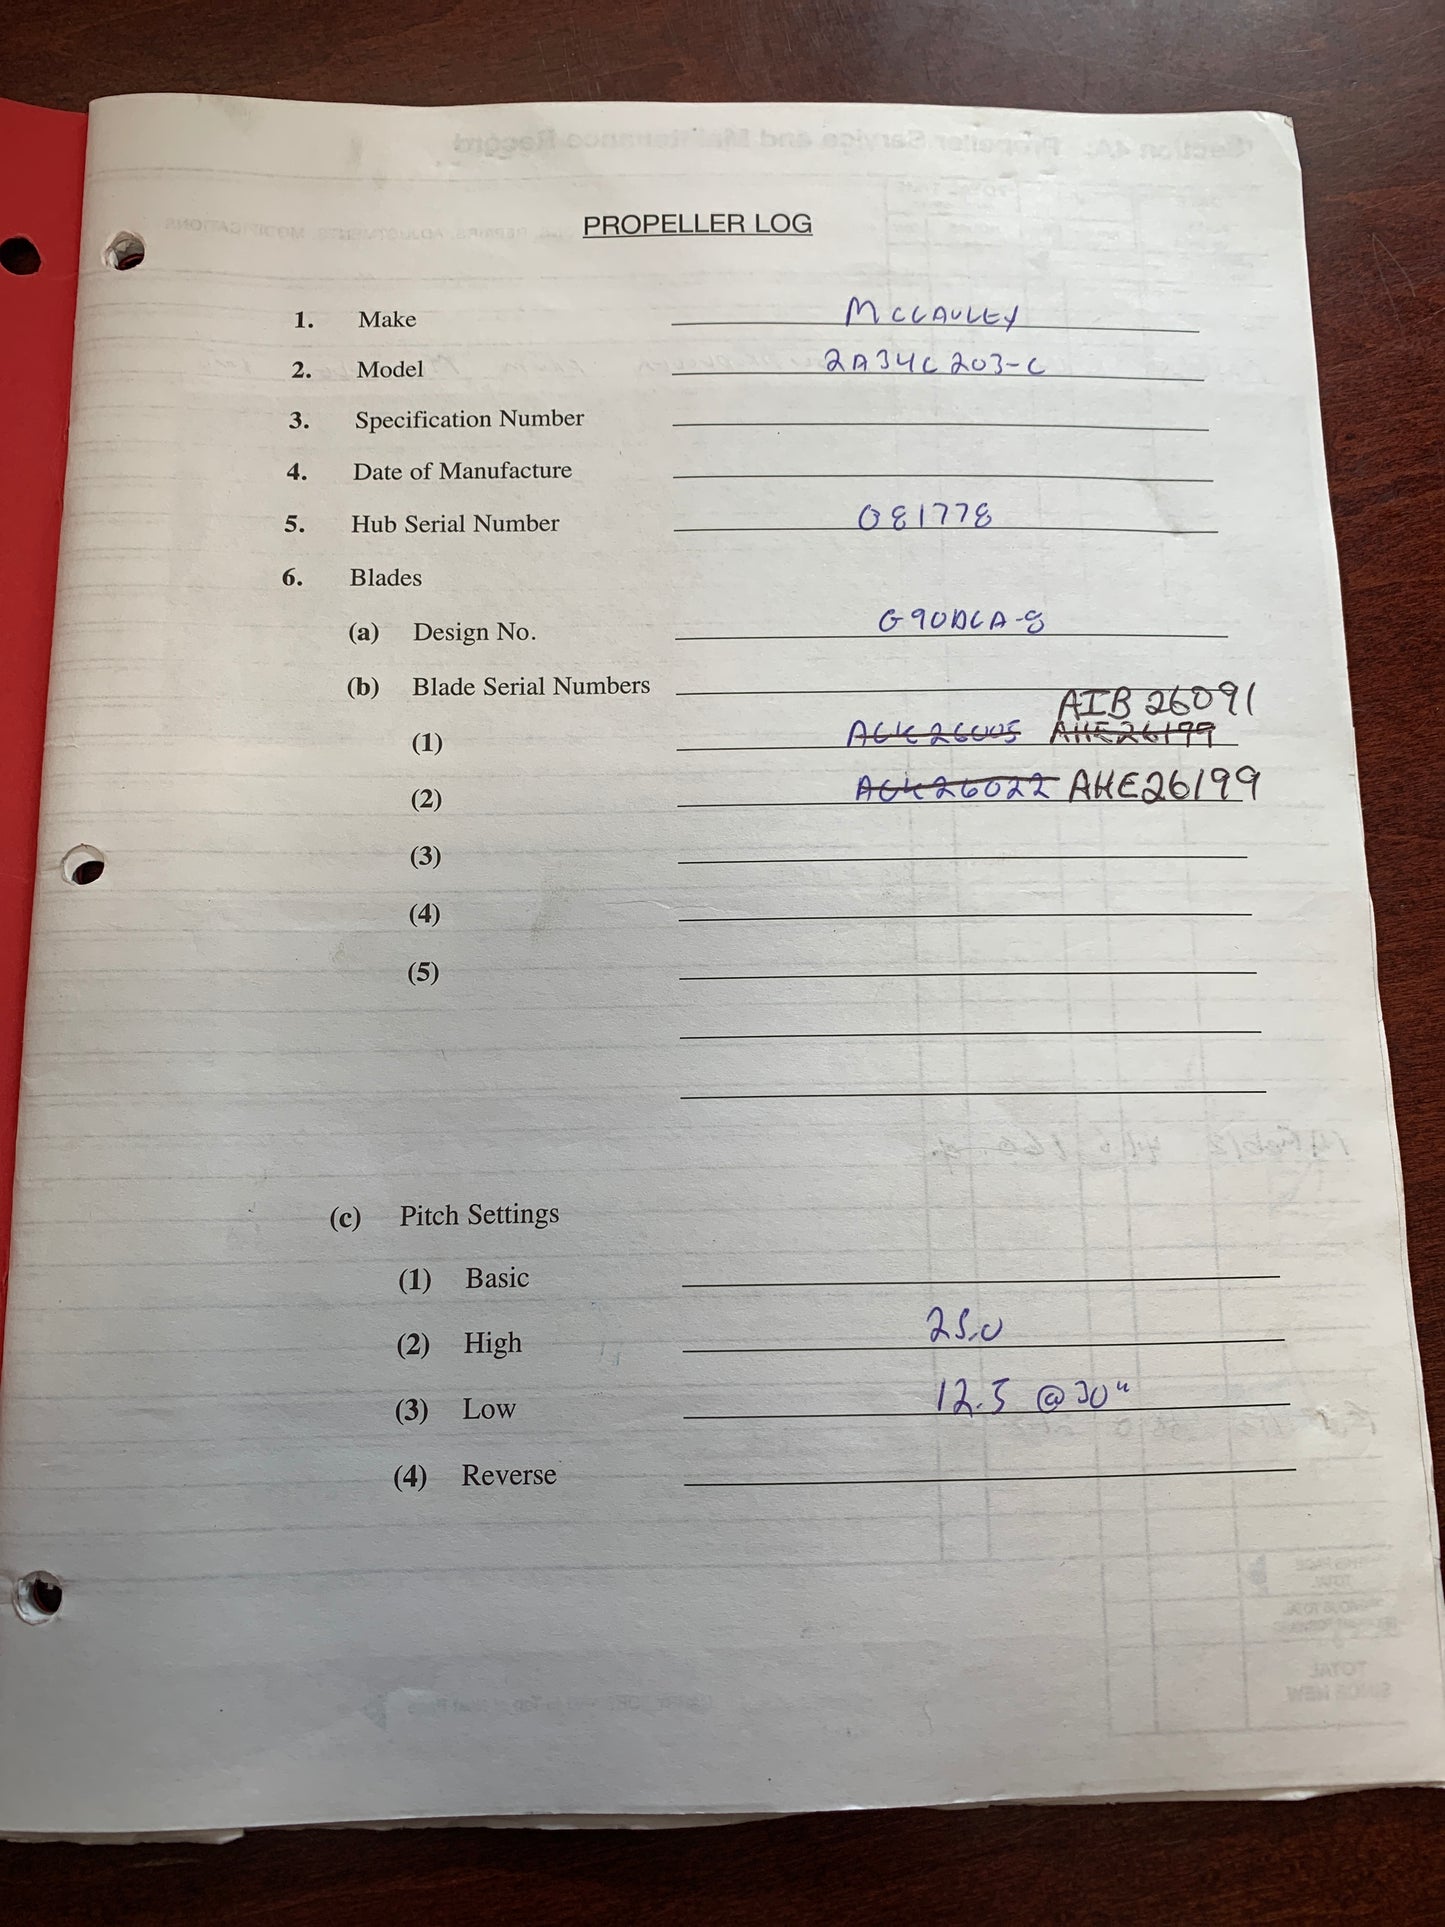 PROPELLER LOG
1. Make MCCAULEY
2. Model 2A34C203-C
3. Specification Number
4. Date of Manufacture
5. Hub Serial Number 081778
6. Blades
(a) Design No. G90DCA-8
(b) Blade Serial Numbers
AIB 26091
(1) AGK26005 AHE26199
(2) AGK26022 AHE26199
(3)
(4)
(5)
(c) Pitch Settings
(1) Basic
(2) High 25.0
(3) Low 12.5 @30"
(4) Reverse